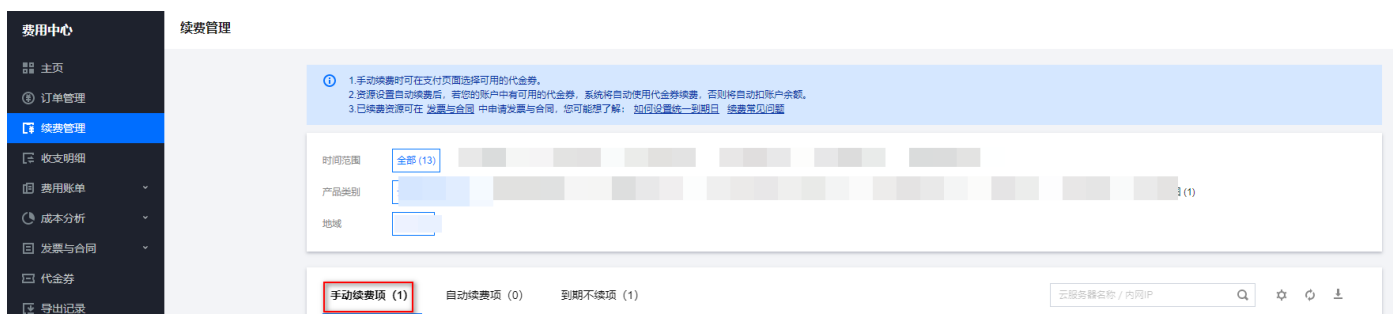 费用中心
续费管理
主页
订单管理
续费管理
收支明细
费用账单
成本分析
发票与合同
代金券
导出记录
1.手动续费时可在支付页面选择可用的代金券。
2.资源设置自动续费后，若您的账户中有可用的代金券，系统将自动使用代金券续费，否则将自动扣账户余额。
3.已续费资源可在 发票与合同 中申请发票与合同，您可能想了解： 如何设置统一到期日 续费常见问题
时间范围 全部 (13)
产品类别 (1)
地域
手动续费项（1） 自动续费项（0） 到期不续项（1） 云服务器名称 / 内网IP